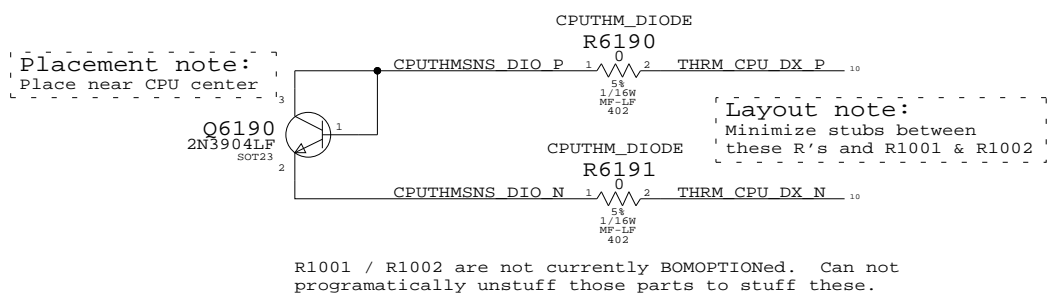 CPUTHM_DIODE
R6190
0
Placement note:
Place near CPU center
CPUTHMSNS_DIO_P
1
2
THRM_CPU_DX_P
10
5%
1/16W
MF-LF
402
3
Q6190
2N3904LF
SOT23
1
2
Layout note:
Minimize stubs between
these R's and R1001 & R1002
CPUTHM_DIODE
R6191
0
CPUTHMSNS_DIO_N
1
2
THRM_CPU_DX_N
10
5%
1/16W
MF-LF
402
R1001 / R1002 are not currently BOMOPTIONed.  Can not
programatically unstuff those parts to stuff these.